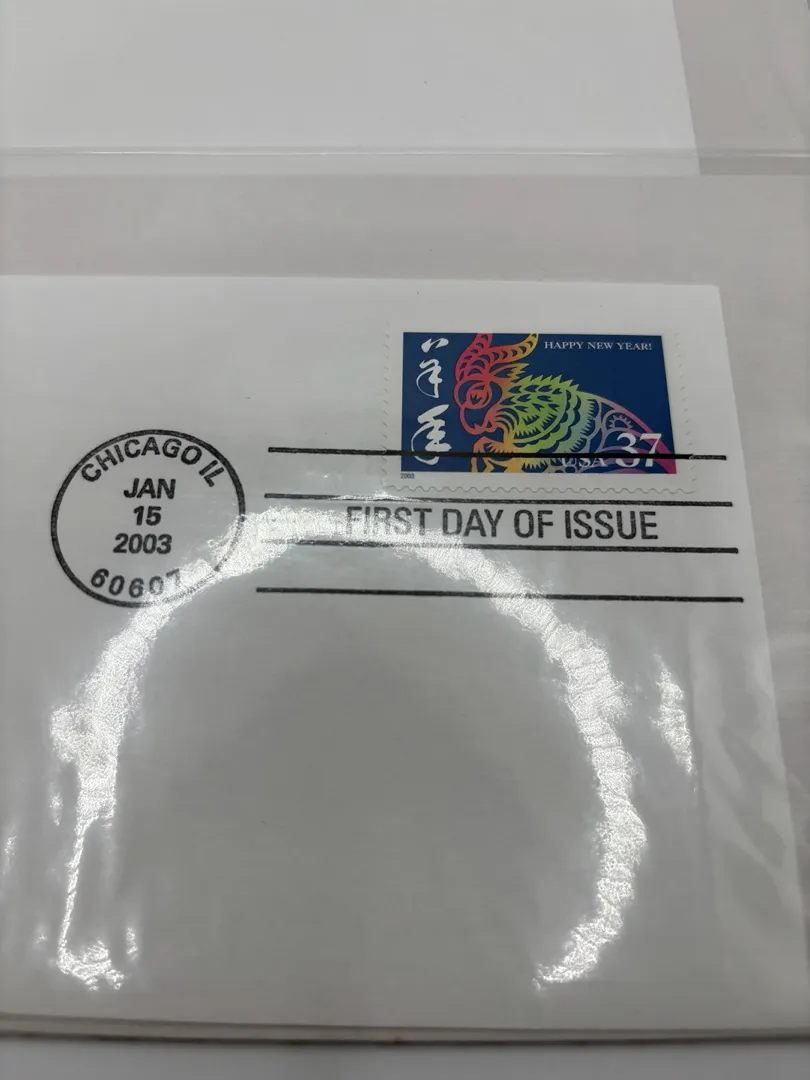 HAPPY NEW YEAR!
羊年
USA 37
2003
CHICAGO IL
JAN
15
2003
60607
FIRST DAY OF ISSUE